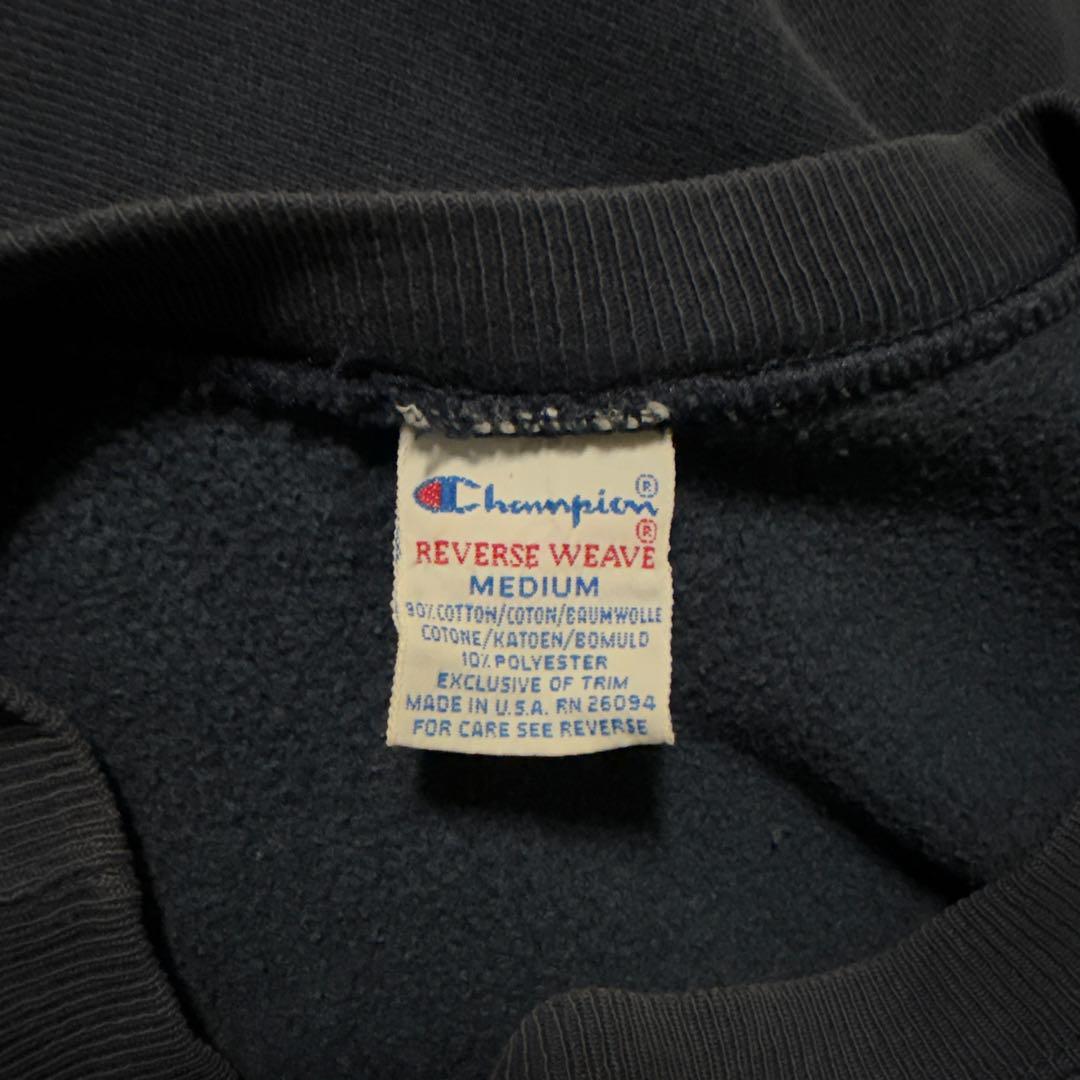 Champion®
REVERSE WEAVE®
MEDIUM
90% COTTON/COTON/BAUMWOLLE
COTONE/KATOEN/BOMULD
10% POLYESTER
EXCLUSIVE OF TRIM
MADE IN U.S.A. RN 26094
FOR CARE SEE REVERSE